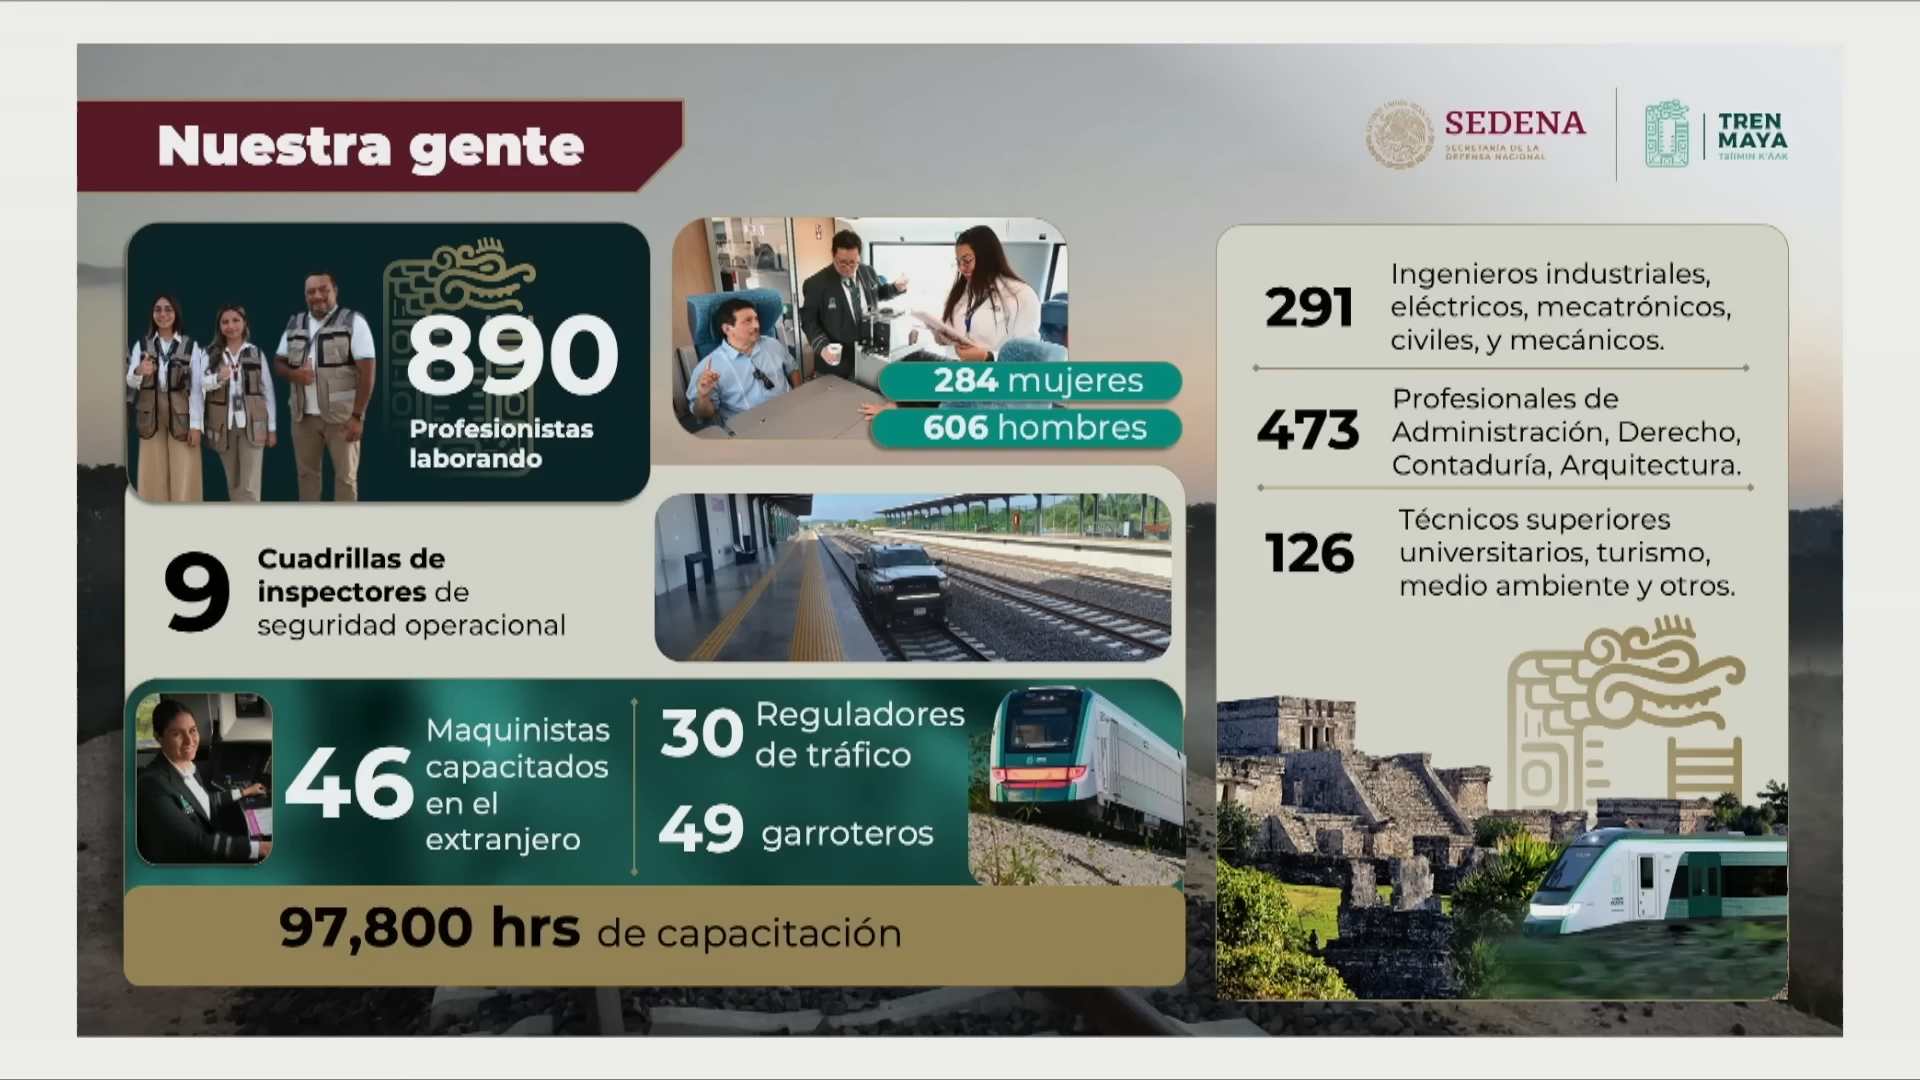 Nuestra gente
SEDENA
SECRETARÍA DE LA
DEFENSA NACIONAL
TREN
MAYA
TSÍIMIN K'ÁAK
890
Profesionistas
laborando
284 mujeres
606 hombres
9
Cuadrillas de
inspectores de
seguridad operacional
46
Maquinistas
capacitados
en el
extranjero
30
Reguladores
de tráfico
49 garroteros
97,800 hrs de capacitación
291
Ingenieros industriales,
eléctricos, mecatrónicos,
civiles, y mecánicos.
473
Profesionales de
Administración, Derecho,
Contaduría, Arquitectura.
126
Técnicos superiores
universitarios, turismo,
medio ambiente y otros.